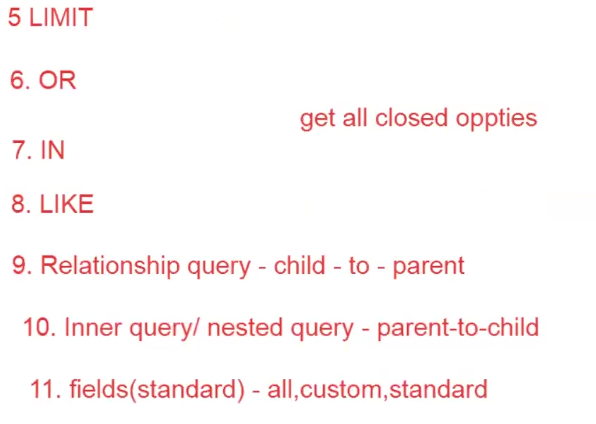 5 LIMIT
6. OR
get all closed oppties
7. IN
8. LIKE
9. Relationship query - child - to - parent
10. Inner query/ nested query - parent-to-child
11. fields(standard) - all,custom,standard